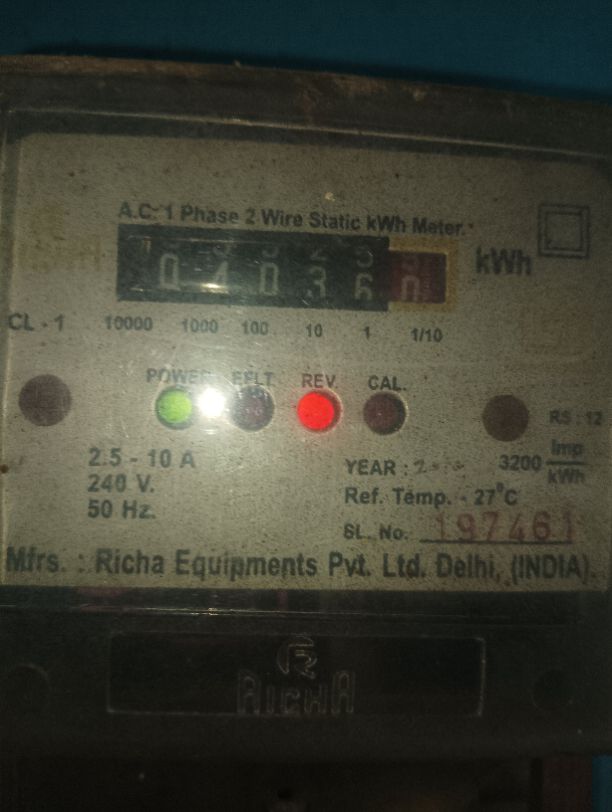 A.C. 1 Phase 2 Wire Static kWh Meter.
0 4 0 3 6 0 kWh
CL - 1 10000 1000 100 10 1 1/10
POWER E FLT REV. CAL.
RS : 12
2.5 - 10 A
240 V.
50 Hz.
YEAR :
3200 Imp/kWh
Ref. Temp. - 27°C
SL. No. 197461
Mfrs. : Richa Equipments Pvt. Ltd. Delhi, (INDIA).
RICHA